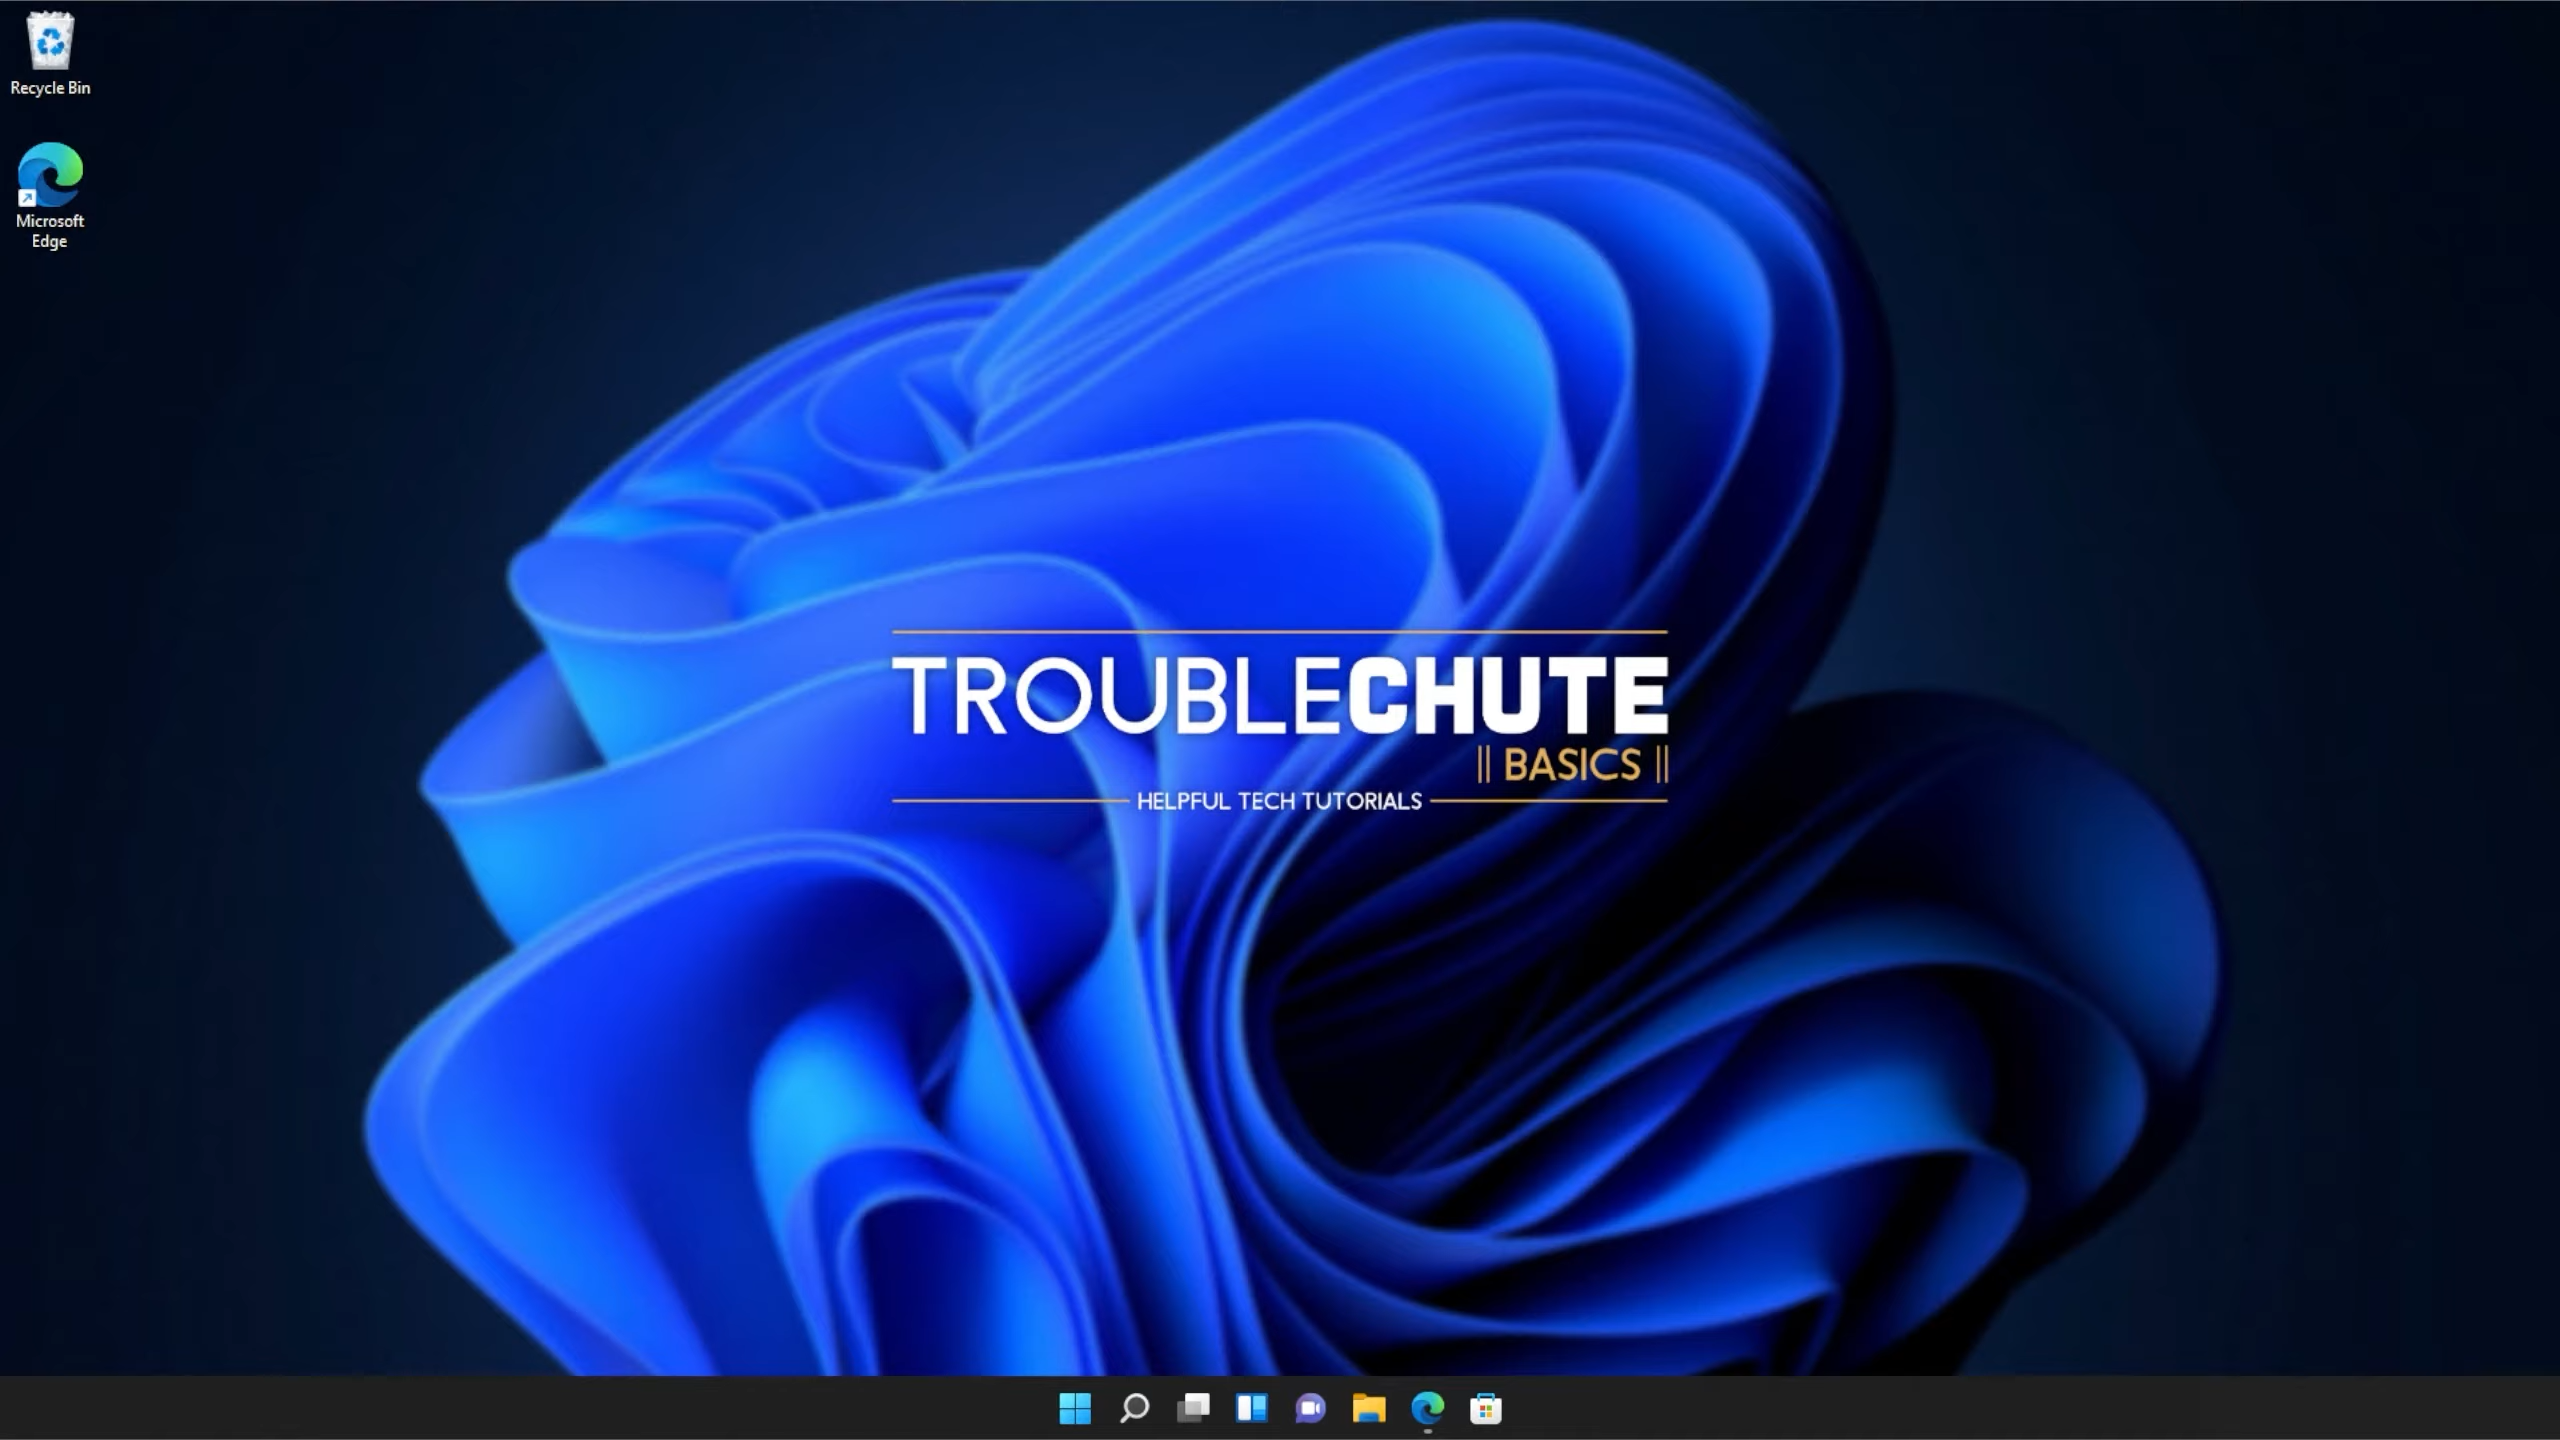 Recycle Bin
Microsoft
Edge
TROUBLECHUTE
|| BASICS ||
HELPFUL TECH TUTORIALS